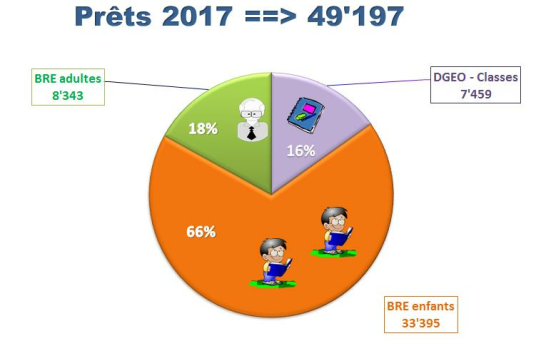 Prêts 2017 ==> 49'197
BRE adultes
8'343
DGEO - Classes
7'459
18%
16%
66%
BRE enfants
33'395